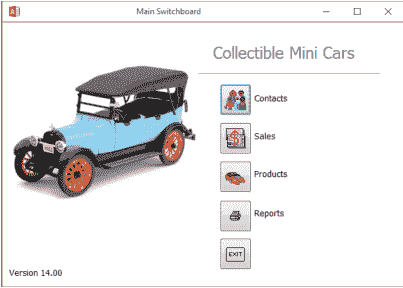 Main Switchboard
Collectible Mini Cars
Contacts
Sales
Products
Reports
EXIT
Version 14.00